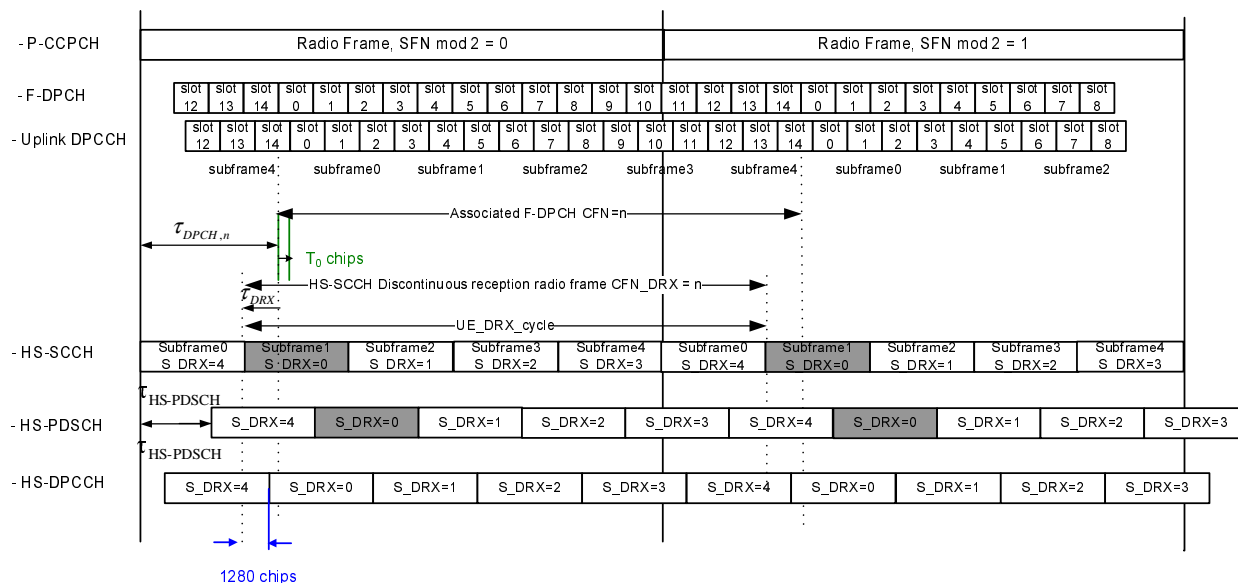 - P-CCPCH
Radio Frame, SFN mod 2 = 0
Radio Frame, SFN mod 2 = 1
- F-DPCH
slot 12 slot 13 slot 14 slot 0 slot 1 slot 2 slot 3 slot 4 slot 5 slot 6 slot 7 slot 8 slot 9 slot 10 slot 11 slot 12 slot 13 slot 14 slot 0 slot 1 slot 2 slot 3 slot 4 slot 5 slot 6 slot 7 slot 8
- Uplink DPCCH
slot 12 slot 13 slot 14 slot 0 slot 1 slot 2 slot 3 slot 4 slot 5 slot 6 slot 7 slot 8 slot 9 slot 10 slot 11 slot 12 slot 13 slot 14 slot 0 slot 1 slot 2 slot 3 slot 4 slot 5 slot 6 slot 7 slot 8
subframe4 subframe0 subframe1 subframe2 subframe3 subframe4 subframe0 subframe1 subframe2
Associated F-DPCH CFN=n
τDPCH,n
T0 chips
HS-SCCH Discontinuous reception radio frame CFN_DRX = n
τDRX
UE_DRX_cycle
- HS-SCCH
Subframe0 Subframe1 Subframe2 Subframe3 Subframe4 Subframe0 Subframe1 Subframe2 Subframe3 Subframe4
S_DRX=4 S_DRX=0 S_DRX=1 S_DRX=2 S_DRX=3 S_DRX=4 S_DRX=0 S_DRX=1 S_DRX=2 S_DRX=3
τHS-PDSCH
- HS-PDSCH
S_DRX=4 S_DRX=0 S_DRX=1 S_DRX=2 S_DRX=3 S_DRX=4 S_DRX=0 S_DRX=1 S_DRX=2 S_DRX=3
τHS-PDSCH
- HS-DPCCH
S_DRX=4 S_DRX=0 S_DRX=1 S_DRX=2 S_DRX=3 S_DRX=4 S_DRX=0 S_DRX=1 S_DRX=2 S_DRX=3
1280 chips